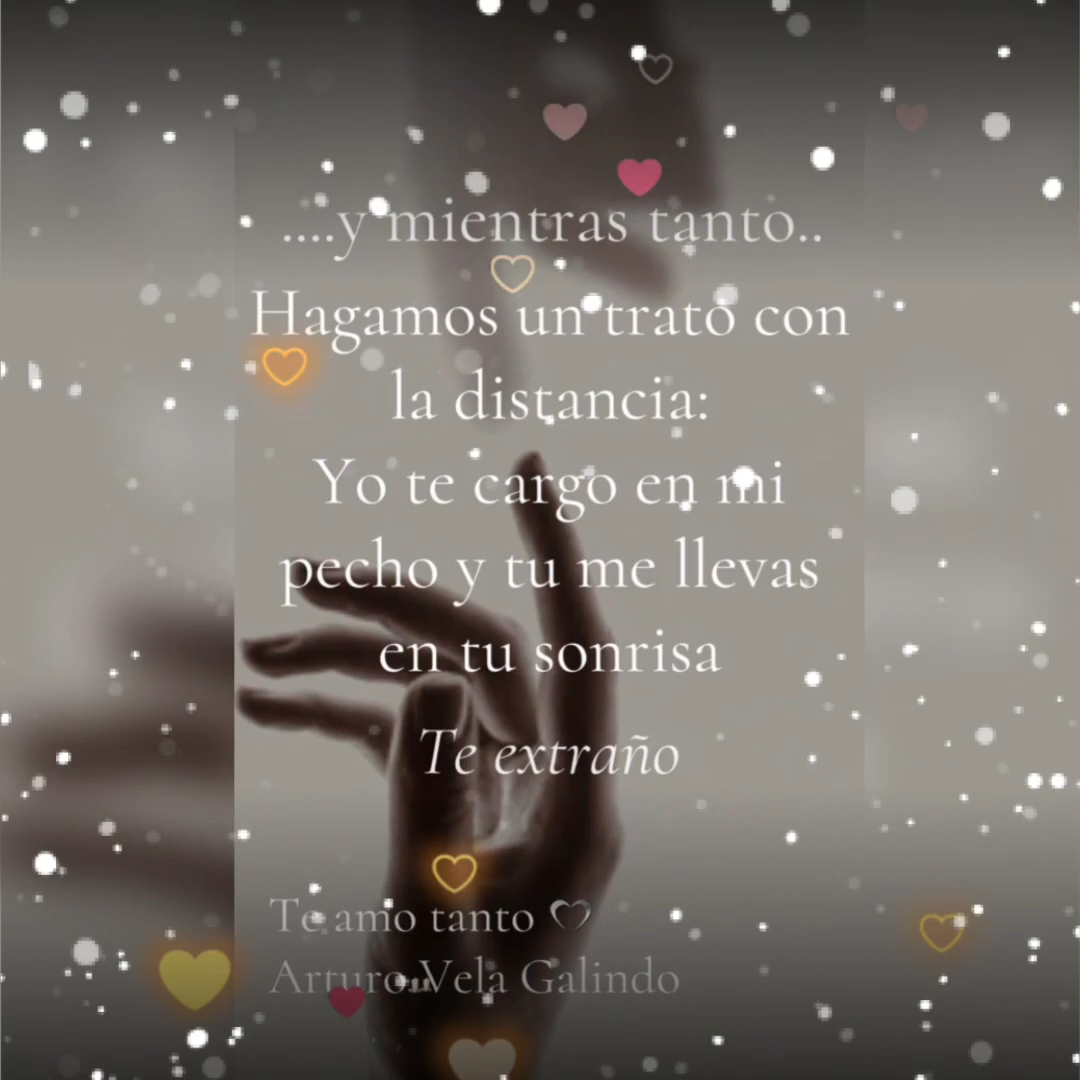 ....y mientras tanto..
Hagamos un trato con
la distancia:
Yo te cargo en mi
pecho y tu me llevas
en tu sonrisa
Te extraño
Te amo tanto ♡
Arturo Vela Galindo